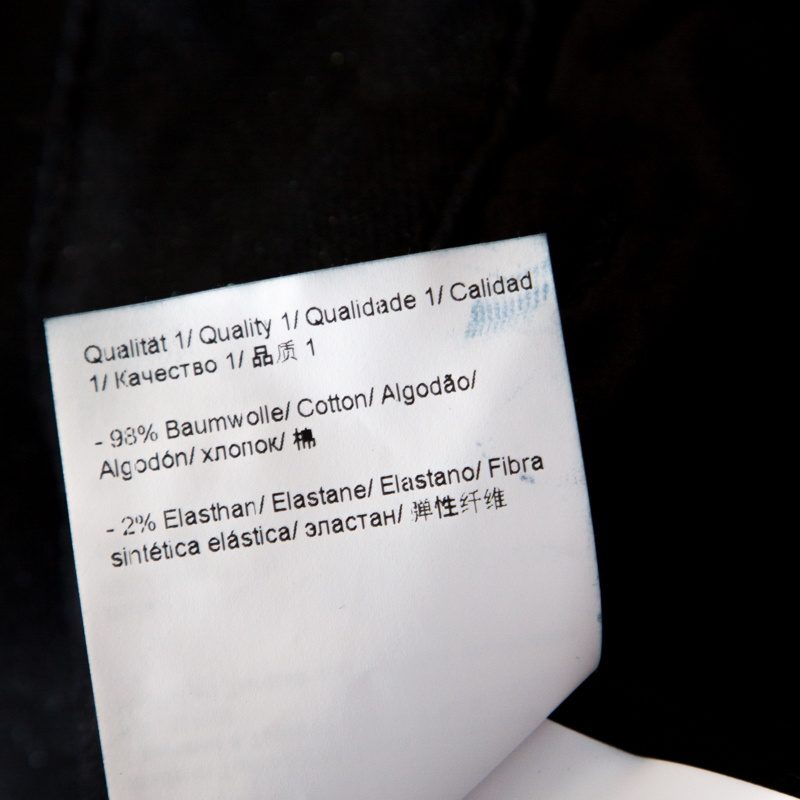 Qualität 1/ Quality 1/ Qualidade 1/ Calidad
1/ Качество 1/ 品质 1
- 98% Baumwolle/ Cotton/ Algodão/
Algodón/ хлопок/ 棉
- 2% Elasthan/ Elastane/ Elastano/ Fibra
sintética elástica/ эластан/ 弹性纤维